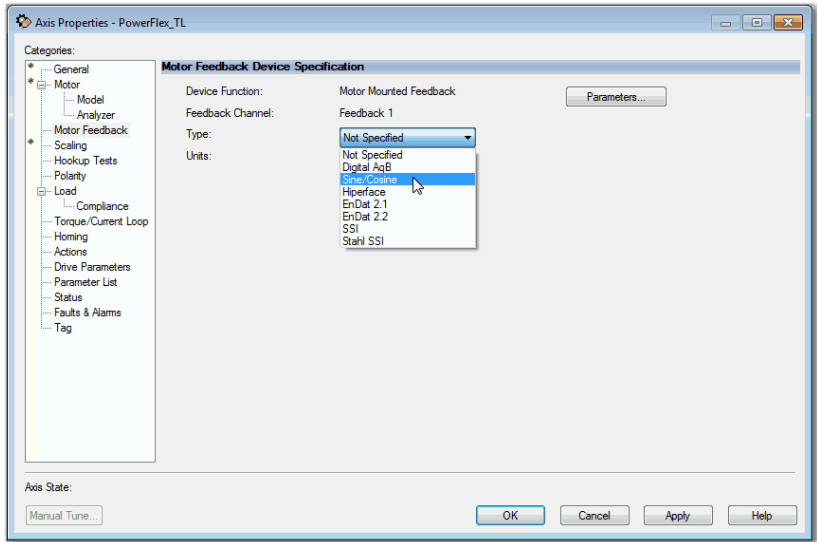 Axis Properties - PowerFlex_TL
Categories:
* General
* Motor
Model
Analyzer
Motor Feedback
* Scaling
Hookup Tests
Polarity
Load
Compliance
Torque/Current Loop
Homing
Actions
Drive Parameters
Parameter List
Status
Faults & Alarms
Tag
Motor Feedback Device Specification
Device Function: Motor Mounted Feedback
Parameters...
Feedback Channel: Feedback 1
Type: Not Specified
Units:
Not Specified
Digital AqB
Sine/Cosine
Hiperface
EnDat 2.1
EnDat 2.2
SSI
Stahl SSI
Axis State:
Manual Tune...
OK Cancel Apply Help